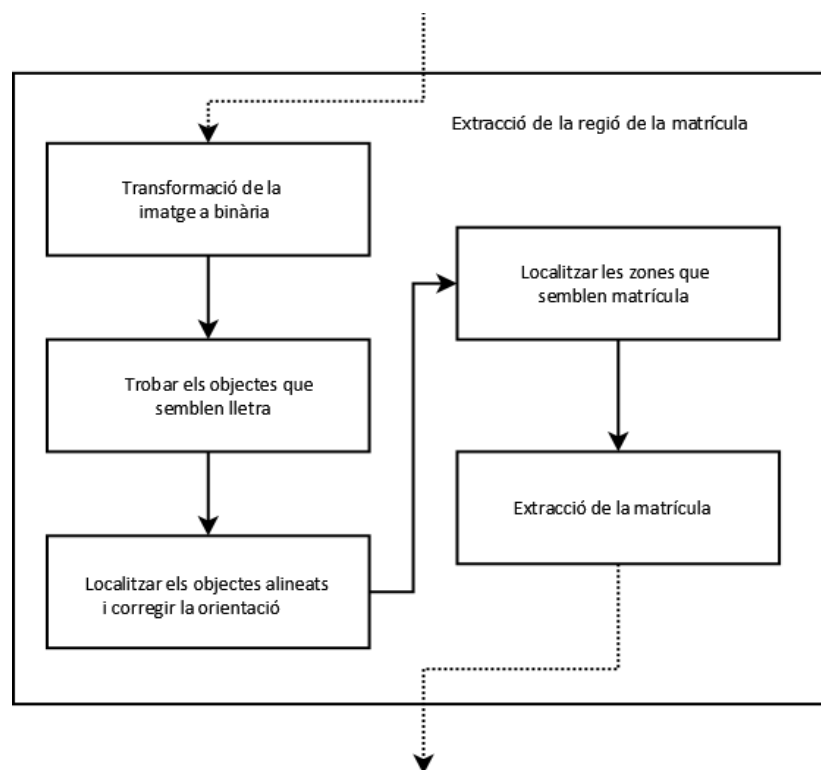 Extracció de la regió de la matrícula
Transformació de la
imatge a binària
Trobar els objectes que
semblen lletra
Localitzar els objectes alineats
i corregir la orientació
Localitzar les zones que
semblen matrícula
Extracció de la matrícula